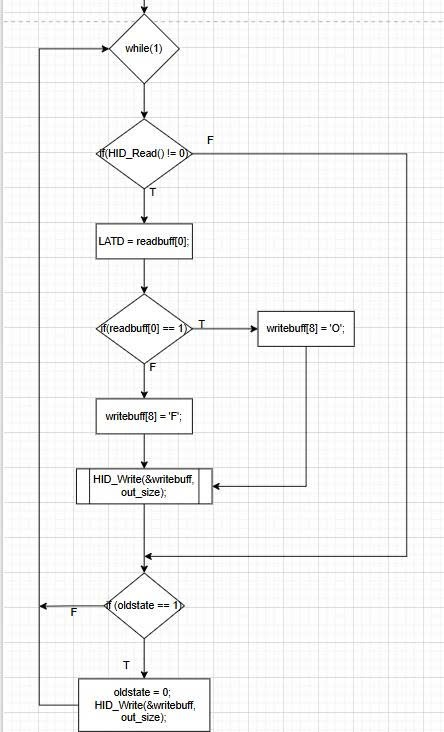 while(1)
if(HID_Read() != 0)
F
T
LATD = readbuff[0];
if(readbuff[0] == 1)
T
writebuff[8] = 'O';
F
writebuff[8] = 'F';
HID_Write(&writebuff,
out_size);
if (oldstate == 1)
F
T
oldstate = 0;
HID_Write(&writebuff,
out_size);